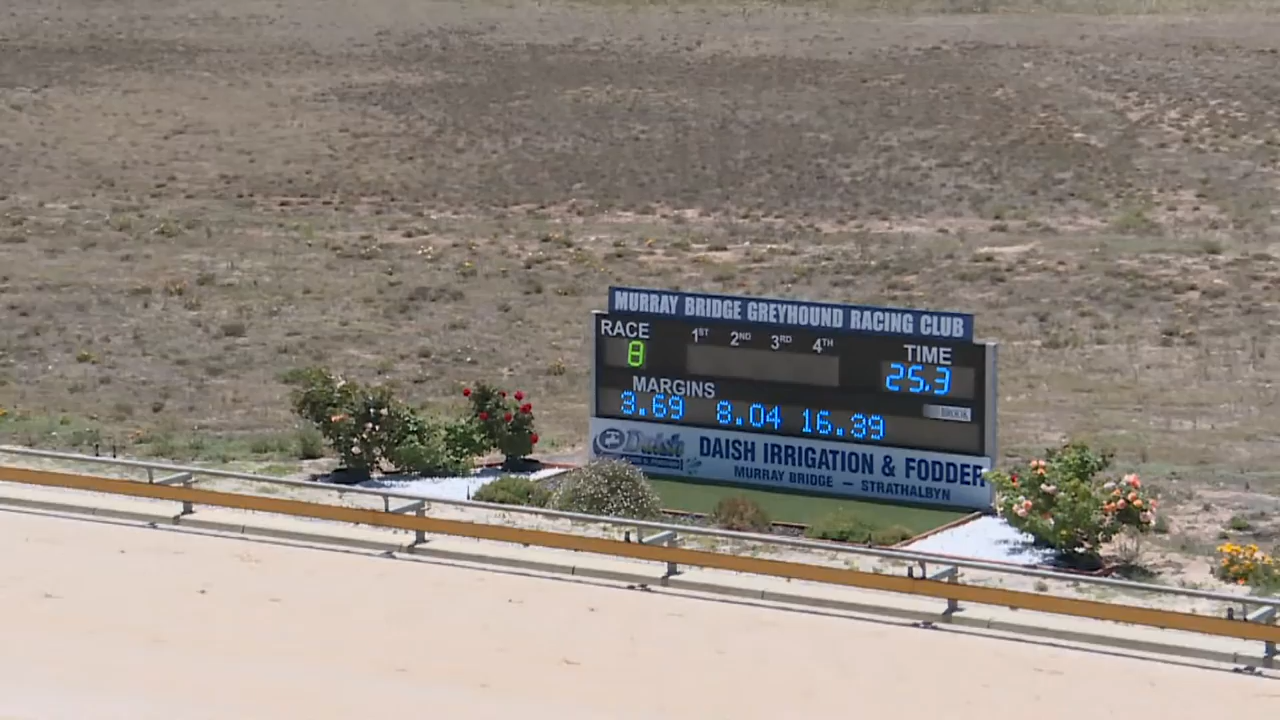 MURRAY BRIDGE GREYHOUND RACING CLUB
RACE 1ST 2ND 3RD 4TH TIME
8 25.3
MARGINS
3.69 8.04 16.39
BROOK
Daish
DAISH IRRIGATION & FODDER
MURRAY BRIDGE — STRATHALBYN